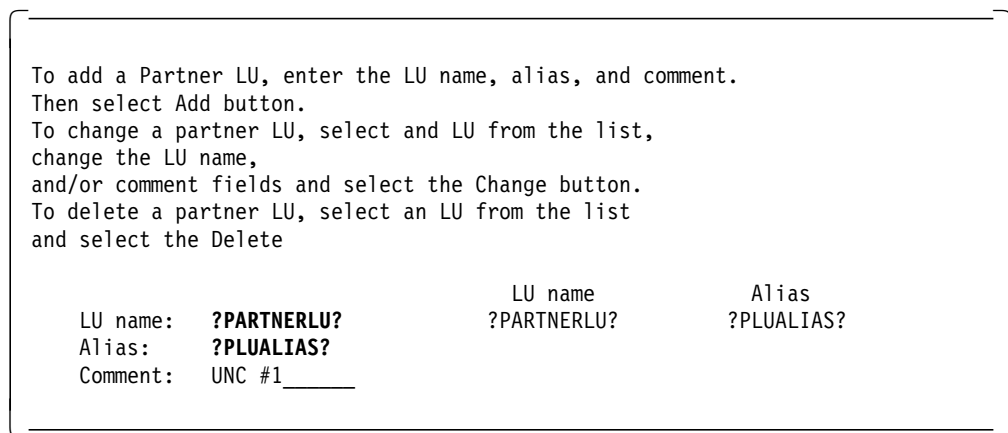 To add a Partner LU, enter the LU name, alias, and comment.
Then select Add button.
To change a partner LU, select and LU from the list,
change the LU name,
and/or comment fields and select the Change button.
To delete a partner LU, select an LU from the list
and select the Delete
LU name Alias
LU name: ?PARTNERLU? ?PARTNERLU? ?PLUALIAS?
Alias: ?PLUALIAS?
Comment: UNC #1______